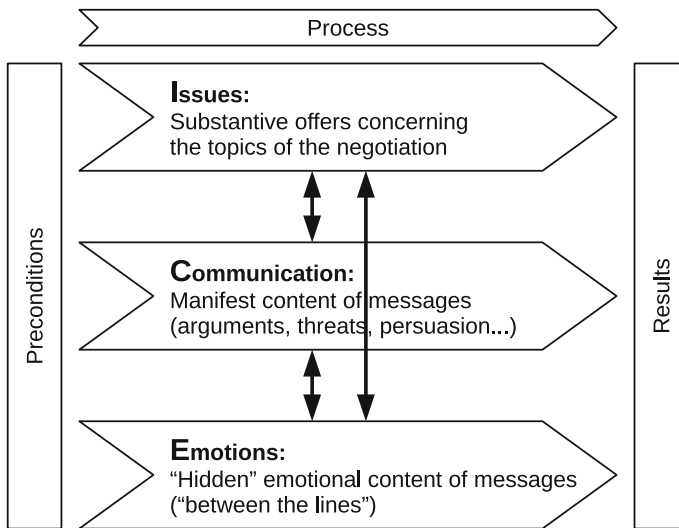 Process
Preconditions
Issues:
Substantive offers concerning
the topics of the negotiation
Communication:
Manifest content of messages
(arguments, threats, persuasion...)
Emotions:
“Hidden” emotional content of messages
(“between the lines”)
Results